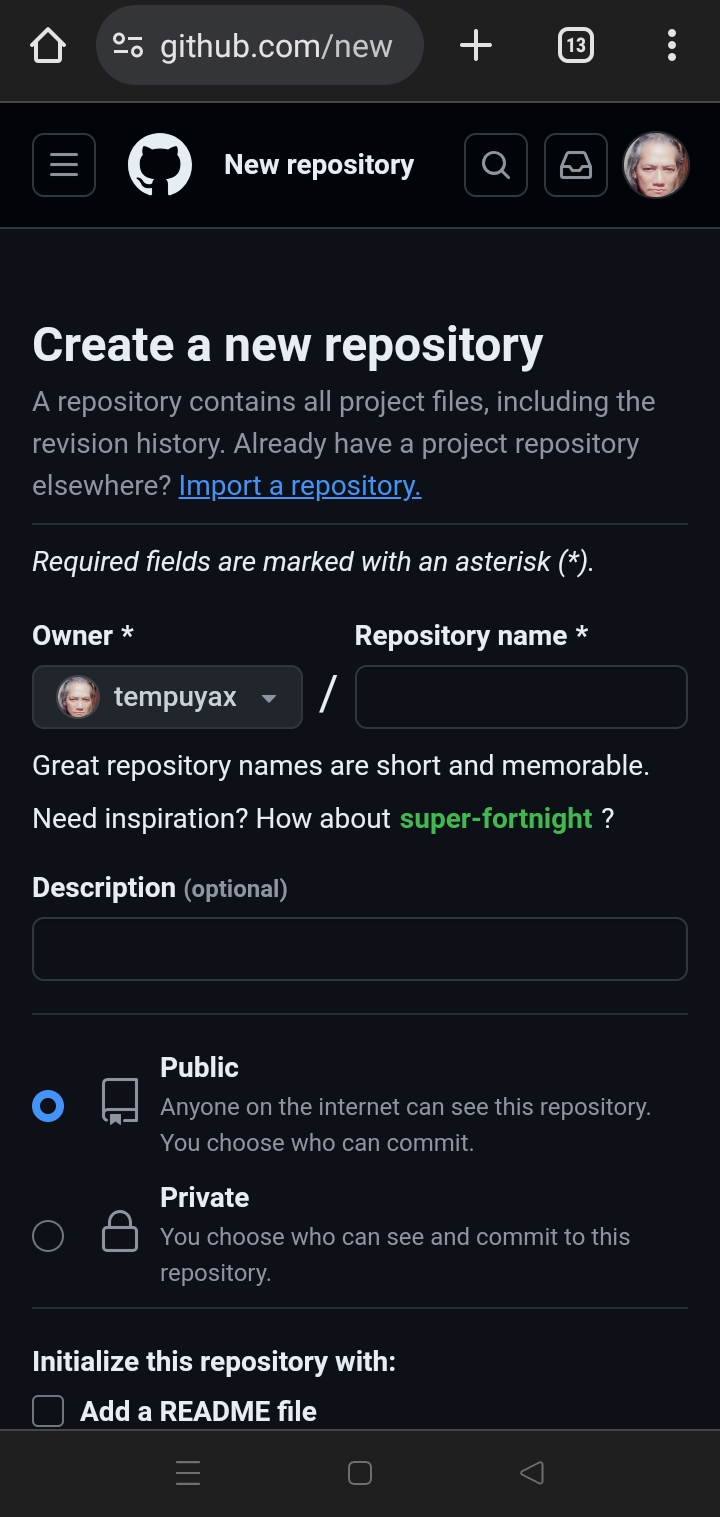 github.com/new
13
New repository
Create a new repository
A repository contains all project files, including the
revision history. Already have a project repository
elsewhere? Import a repository.
Required fields are marked with an asterisk (*).
Owner * Repository name *
tempuyax /
Great repository names are short and memorable.
Need inspiration? How about super-fortnight ?
Description (optional)
Public
Anyone on the internet can see this repository.
You choose who can commit.
Private
You choose who can see and commit to this
repository.
Initialize this repository with:
Add a README file